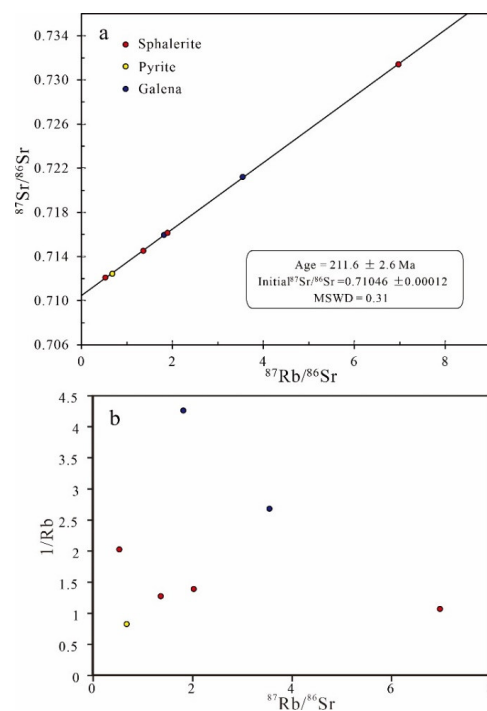 a
Sphalerite
Pyrite
Galena
0.734
0.730
0.726
0.722
0.718
0.714
0.710
0.706
⁸⁷Sr/⁸⁶Sr
Age = 211.6 ± 2.6 Ma
Initial⁸⁷Sr/⁸⁶Sr=0.71046 ±0.00012
MSWD = 0.31
0 2 4 6 8
⁸⁷Rb/⁸⁶Sr
b
4.5
4
3.5
3
2.5
2
1.5
1
0.5
0
1/Rb
0 2 4 6
⁸⁷Rb/⁸⁶Sr